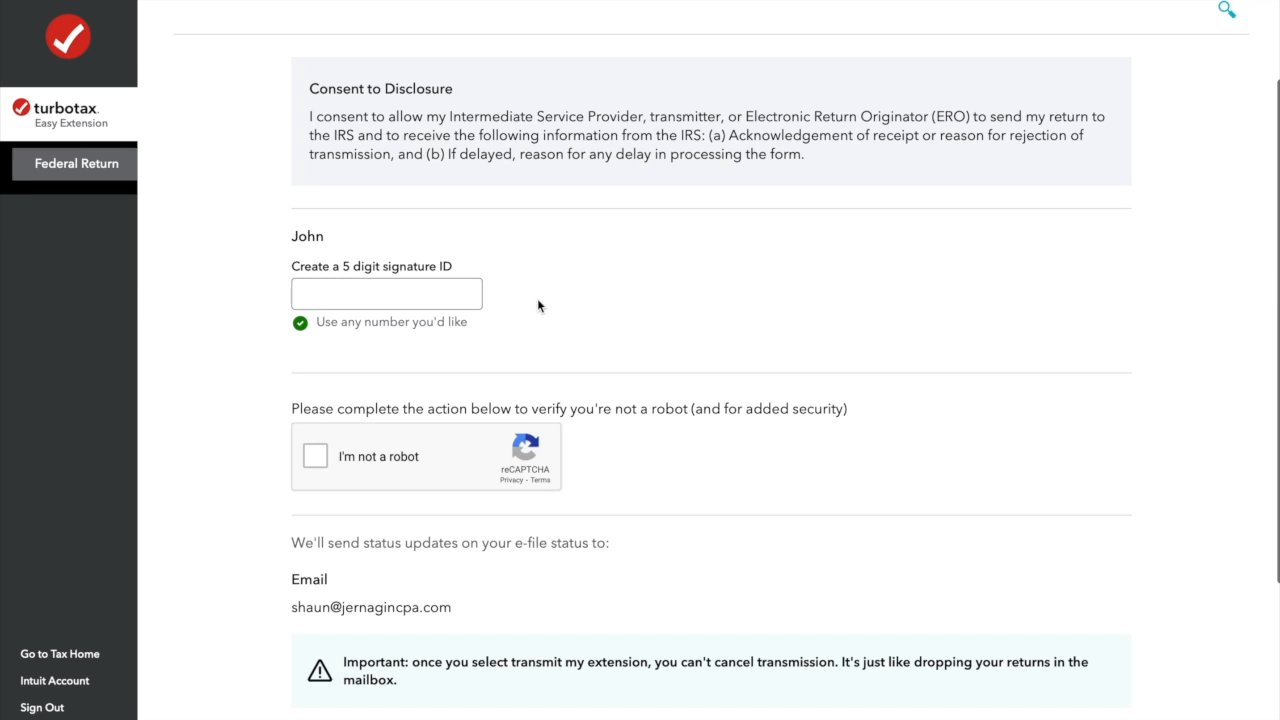 turbotax.
Easy Extension
Federal Return
Go to Tax Home
Intuit Account
Sign Out
Consent to Disclosure
I consent to allow my Intermediate Service Provider, transmitter, or Electronic Return Originator (ERO) to send my return to
the IRS and to receive the following information from the IRS: (a) Acknowledgement of receipt or reason for rejection of
transmission, and (b) If delayed, reason for any delay in processing the form.
John
Create a 5 digit signature ID
Use any number you'd like
Please complete the action below to verify you're not a robot (and for added security)
I'm not a robot
reCAPTCHA
Privacy - Terms
We'll send status updates on your e-file status to:
Email
shaun@jernagincpa.com
Important: once you select transmit my extension, you can't cancel transmission. It's just like dropping your returns in the
mailbox.